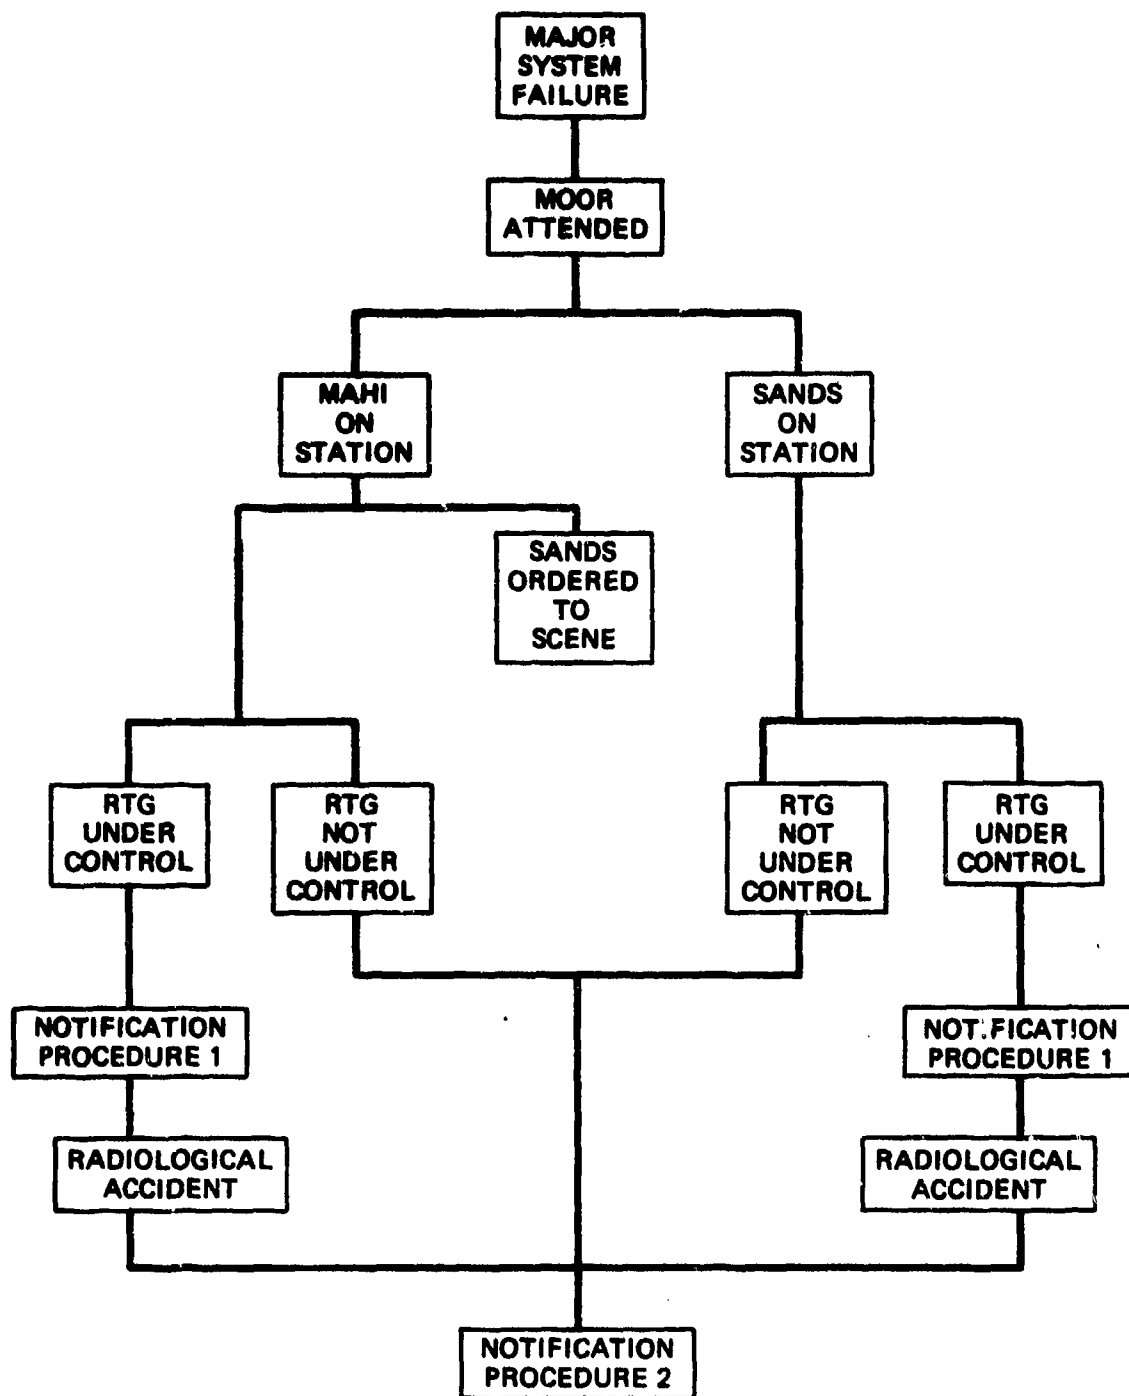 MAJOR
SYSTEM
FAILURE
MOOR
ATTENDED
MAHI
ON
STATION
SANDS
ON
STATION
SANDS
ORDERED
TO
SCENE
RTG
UNDER
CONTROL
RTG
NOT
UNDER
CONTROL
RTG
NOT
UNDER
CONTROL
RTG
UNDER
CONTROL
NOTIFICATION
PROCEDURE 1
NOTIFICATION
PROCEDURE 1
RADIOLOGICAL
ACCIDENT
RADIOLOGICAL
ACCIDENT
NOTIFICATION
PROCEDURE 2